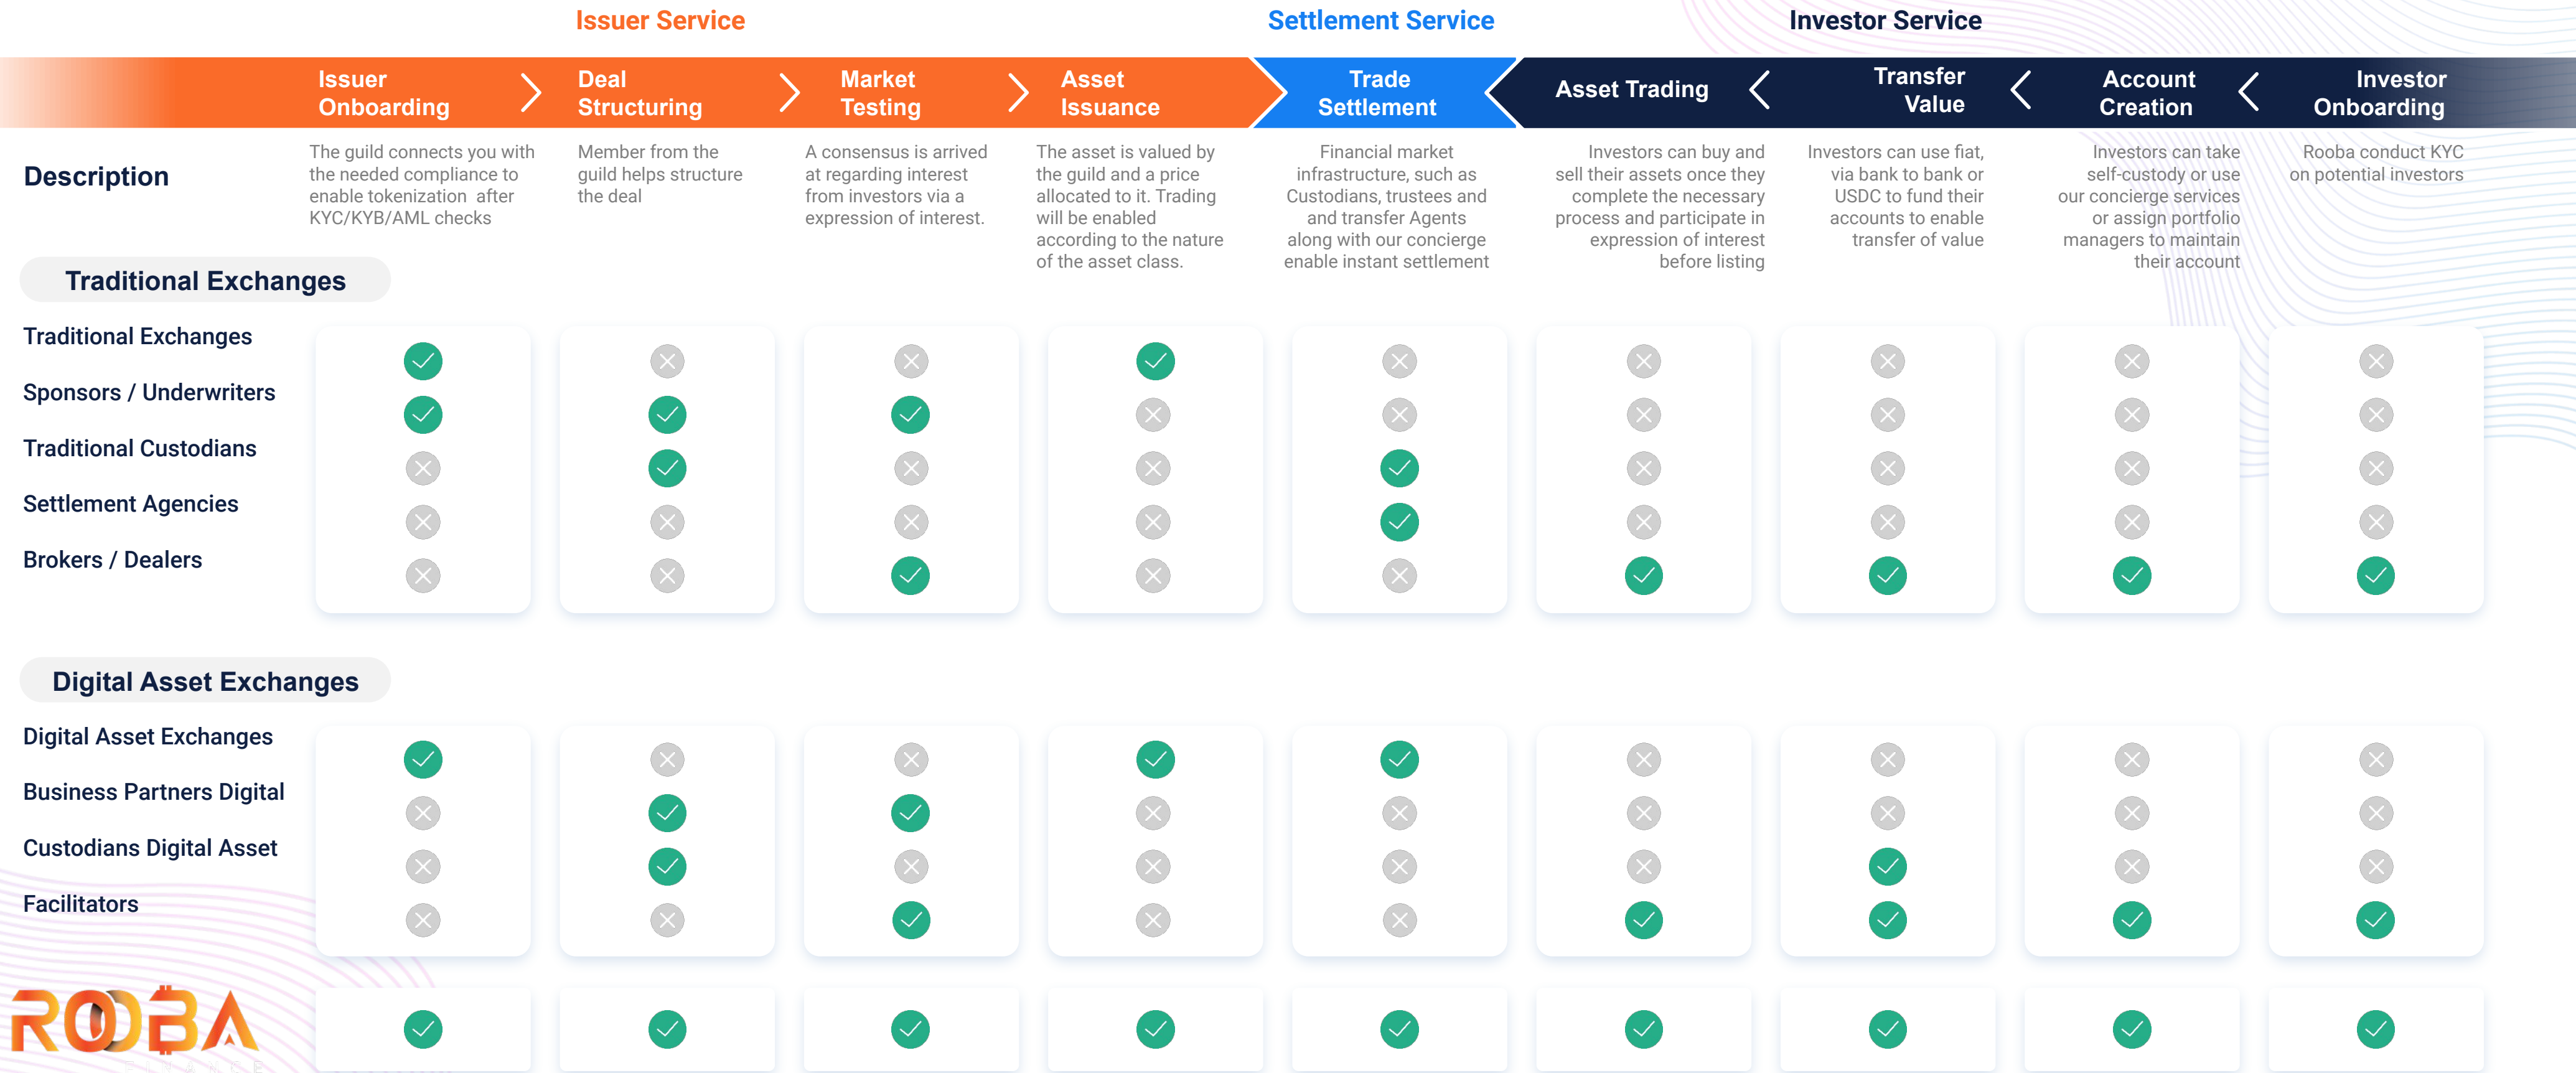 Issuer Service
Settlement Service
Investor Service
Issuer
Onboarding
Deal
Structuring
Market
Testing
Asset
Issuance
Trade
Settlement
Asset Trading
Transfer
Value
Account
Creation
Investor
Onboarding
Description
The guild connects you with
the needed compliance to
enable tokenization after
KYC/KYB/AML checks
Member from the
guild helps structure
the deal
A consensus is arrived
at regarding interest
from investors via a
expression of interest.
The asset is valued by
the guild and a price
allocated to it. Trading
will be enabled
according to the nature
of the asset class.
Financial market
infrastructure, such as
Custodians, trustees and
and transfer Agents
along with our concierge
enable instant settlement
Investors can buy and
sell their assets once they
complete the necessary
process and participate in
expression of interest
before listing
Investors can use fiat,
via bank to bank or
USDC to fund their
accounts to enable
transfer of value
Investors can take
self-custody or use
our concierge services
or assign portfolio
managers to maintain
their account
Rooba conduct KYC
on potential investors
Traditional Exchanges
Traditional Exchanges
Sponsors / Underwriters
Traditional Custodians
Settlement Agencies
Brokers / Dealers
Digital Asset Exchanges
Digital Asset Exchanges
Business Partners Digital
Custodians Digital Asset
Facilitators
ROOBA
FINANCE